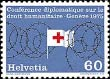 Conférence diplomatique sur le
droit humanitaire - Genève 1975
Helvetia
60